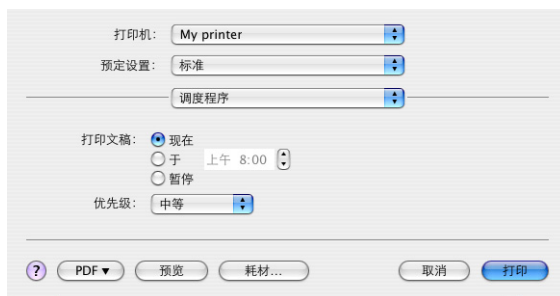 打印机: My printer
预定设置: 标准
调度程序
打印文稿: 现在
于 上午 8:00
暂停
优先级: 中等
? PDF▼ 预览 耗材... 取消 打印